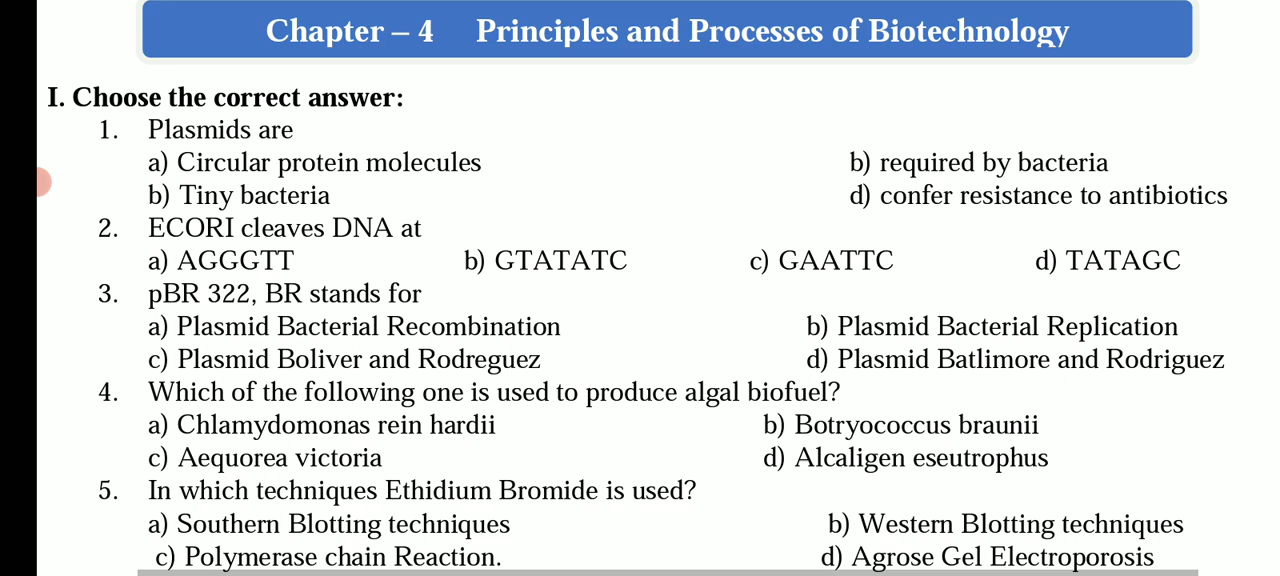 Chapter – 4 Principles and Processes of Biotechnology
I. Choose the correct answer:
1. Plasmids are
a) Circular protein molecules b) required by bacteria
b) Tiny bacteria d) confer resistance to antibiotics
2. ECORI cleaves DNA at
a) AGGGTT b) GTATATC c) GAATTC d) TATAGC
3. pBR 322, BR stands for
a) Plasmid Bacterial Recombination b) Plasmid Bacterial Replication
c) Plasmid Boliver and Rodreguez d) Plasmid Batlimore and Rodriguez
4. Which of the following one is used to produce algal biofuel?
a) Chlamydomonas rein hardii b) Botryococcus braunii
c) Aequorea victoria d) Alcaligen eseutrophus
5. In which techniques Ethidium Bromide is used?
a) Southern Blotting techniques b) Western Blotting techniques
c) Polymerase chain Reaction. d) Agrose Gel Electroporosis